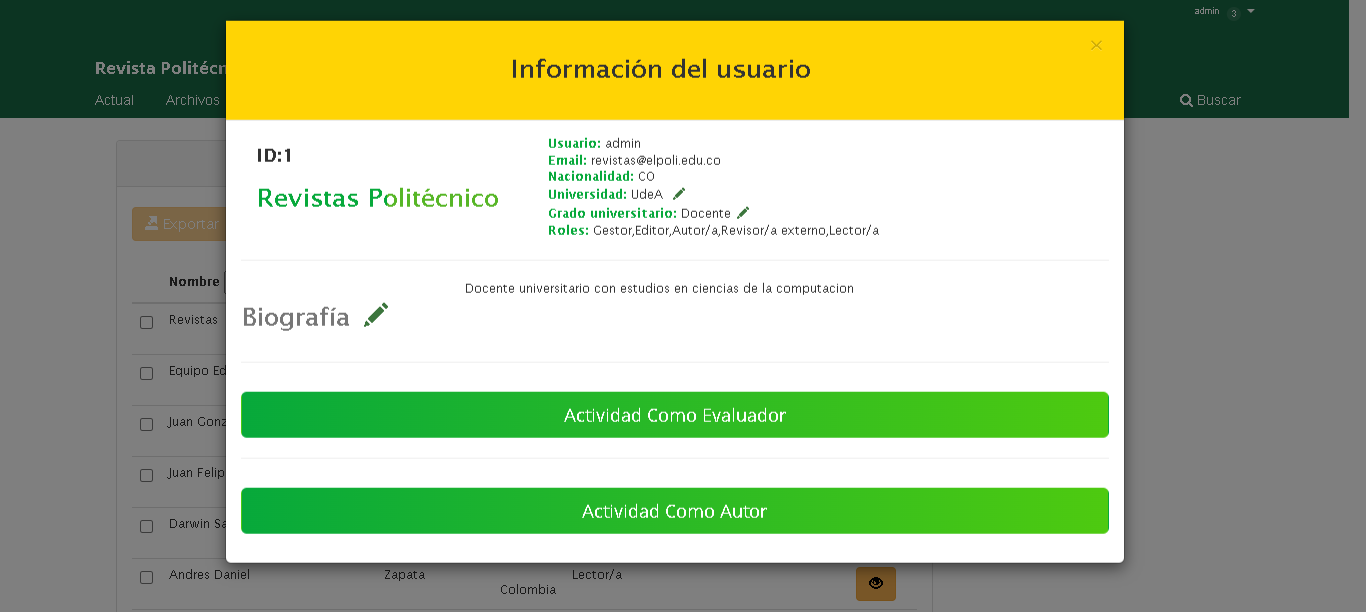 admin 3
Revista Politécn
Actual Archivos
Buscar
×
Información del usuario
ID:1
Revistas Politécnico
Usuario: admin
Email: revistas@elpoli.edu.co
Nacionalidad: CO
Universidad: UdeA
Grado universitario: Docente
Roles: Gestor,Editor,Autor/a,Revisor/a externo,Lector/a
Docente universitario con estudios en ciencias de la computacion
Biografía
Actividad Como Evaluador
Actividad Como Autor
Exportar
Nombre
Revistas
Equipo Ed
Juan Gonz
Juan Felip
Darwin Sa
Andres Daniel Zapata Lector/a
Colombia